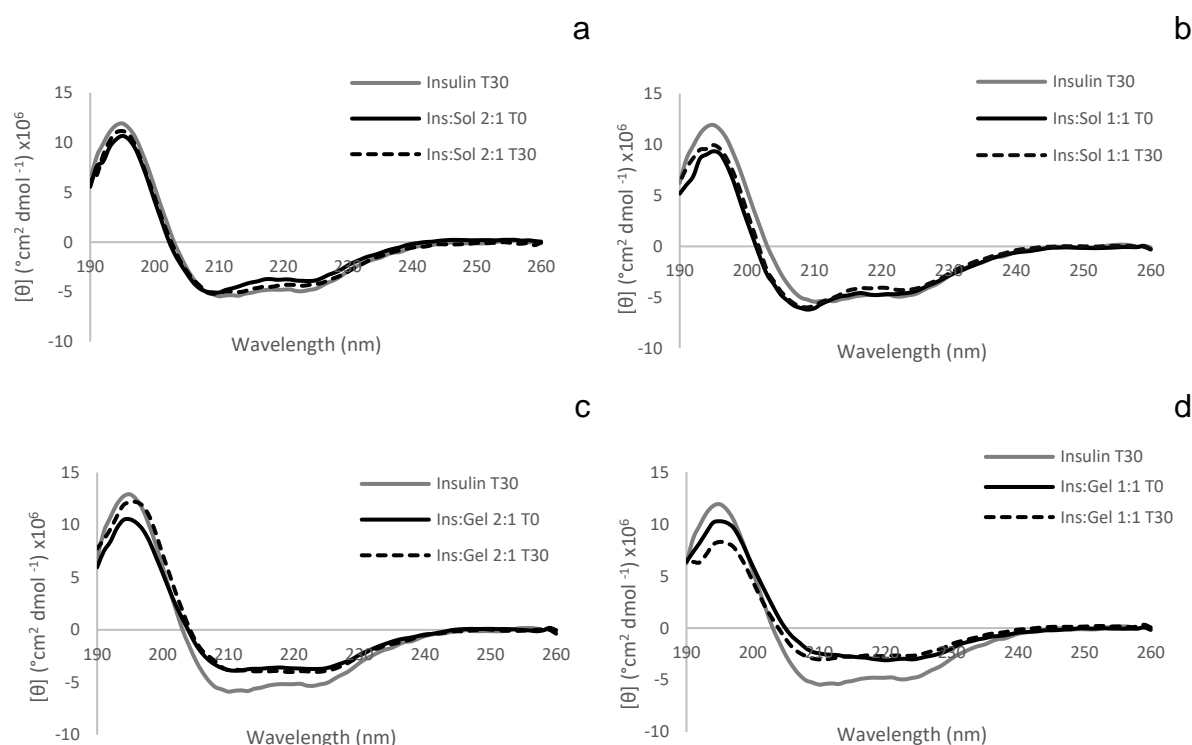 a
Insulin T30
Ins:Sol 2:1 T0
Ins:Sol 2:1 T30
[θ] (°cm² dmol ⁻¹) x10⁶
15
10
5
0
-5
-10
190 200 210 220 230 240 250 260
Wavelength (nm)
b
Insulin T30
Ins:Sol 1:1 T0
Ins:Sol 1:1 T30
[θ] (°cm² dmol ⁻¹) x10⁶
15
10
5
0
-5
-10
190 200 210 220 230 240 250 260
Wavelength (nm)
c
Insulin T30
Ins:Gel 2:1 T0
Ins:Gel 2:1 T30
[θ] (°cm² dmol ⁻¹) x10⁶
15
10
5
0
-5
-10
190 200 210 220 230 240 250 260
Wavelength (nm)
d
Insulin T30
Ins:Gel 1:1 T0
Ins:Gel 1:1 T30
[θ] (°cm² dmol ⁻¹) x10⁶
15
10
5
0
-5
-10
190 200 210 220 230 240 250 260
Wavelength (nm)